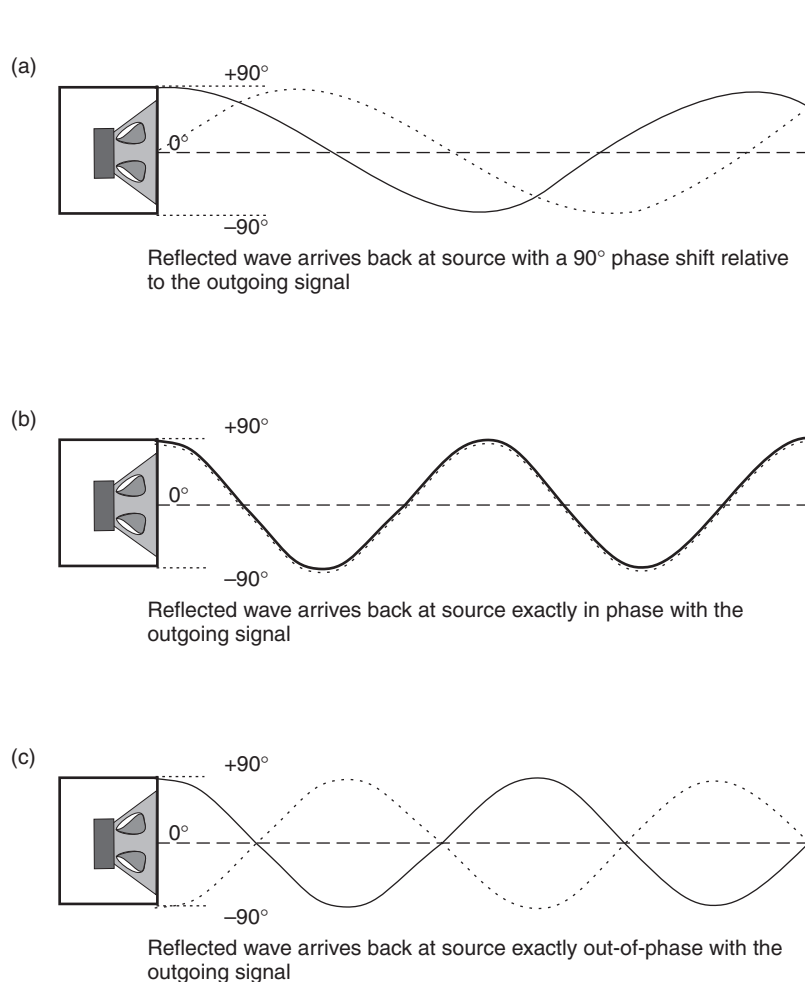 (a)
+90°
0°
–90°
Reflected wave arrives back at source with a 90° phase shift relative
to the outgoing signal
(b)
+90°
0°
–90°
Reflected wave arrives back at source exactly in phase with the
outgoing signal
(c)
+90°
0°
–90°
Reflected wave arrives back at source exactly out-of-phase with the
outgoing signal